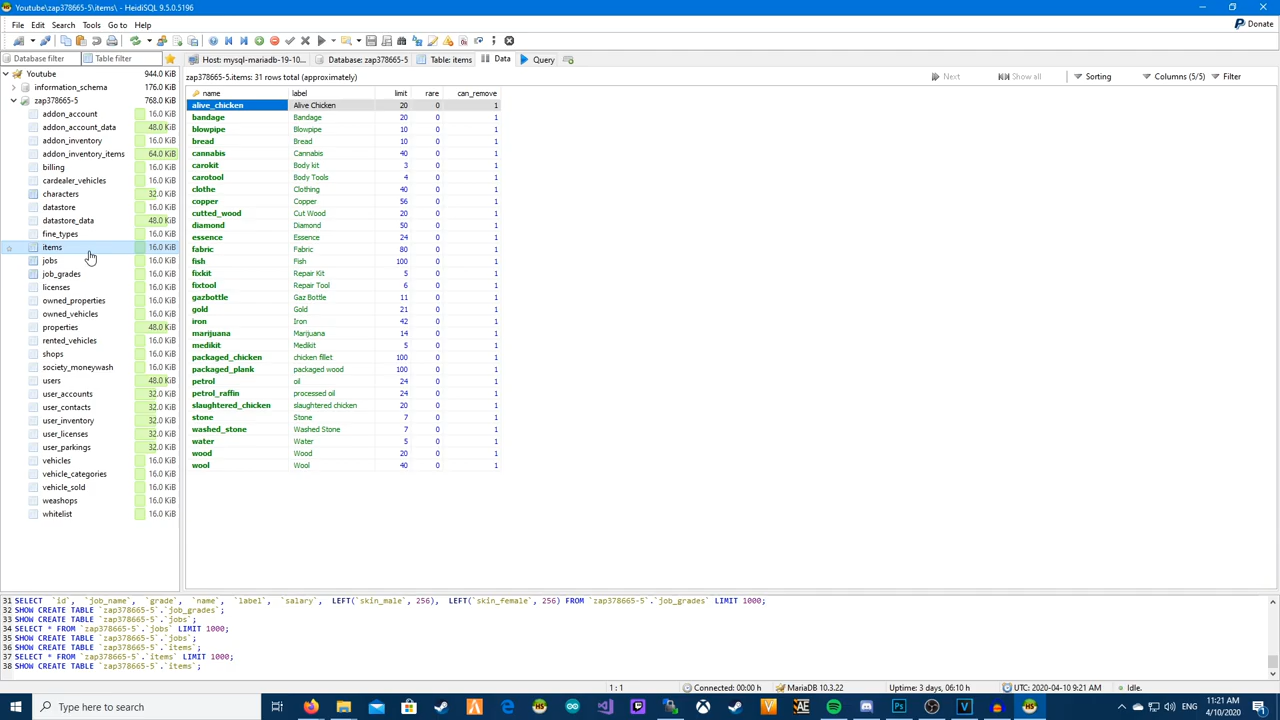 Youtube\zap378665-5\items\ - HeidiSQL 9.5.0.5196
File Edit Search Tools Go to Help
Donate
Database filter Table filter Host: mysql-mariadb-19-10... Database: zap378665-5 Table: items Data Query
Youtube 944.0 KiB
information_schema 176.0 KiB
zap378665-5 768.0 KiB
addon_account 16.0 KiB
addon_account_data 48.0 KiB
addon_inventory 16.0 KiB
addon_inventory_items 64.0 KiB
billing 16.0 KiB
cardealer_vehicles 16.0 KiB
characters 32.0 KiB
datastore 16.0 KiB
datastore_data 48.0 KiB
fine_types 16.0 KiB
items 16.0 KiB
jobs 16.0 KiB
job_grades 16.0 KiB
licenses 16.0 KiB
owned_properties 16.0 KiB
owned_vehicles 16.0 KiB
properties 48.0 KiB
rented_vehicles 16.0 KiB
shops 16.0 KiB
society_moneywash 16.0 KiB
users 48.0 KiB
user_accounts 32.0 KiB
user_contacts 32.0 KiB
user_inventory 32.0 KiB
user_licenses 32.0 KiB
user_parkings 32.0 KiB
vehicles 16.0 KiB
vehicle_categories 16.0 KiB
vehicle_sold 16.0 KiB
weashops 16.0 KiB
whitelist 16.0 KiB
zap378665-5.items: 31 rows total (approximately) Next Show all Sorting Columns (5/5) Filter
name label limit rare can_remove
alive_chicken Alive Chicken 20 0 1
bandage Bandage 20 0 1
blowpipe Blowpipe 10 0 1
bread Bread 10 0 1
cannabis Cannabis 40 0 1
carokit Body kit 3 0 1
carotool Body Tools 4 0 1
clothe Clothing 40 0 1
copper Copper 56 0 1
cutted_wood Cut Wood 20 0 1
diamond Diamond 50 0 1
essence Essence 24 0 1
fabric Fabric 80 0 1
fish Fish 100 0 1
fixkit Repair Kit 5 0 1
fixtool Repair Tool 6 0 1
gazbottle Gaz Bottle 11 0 1
gold Gold 21 0 1
iron Iron 42 0 1
marijuana Marijuana 14 0 1
medikit Medikit 5 0 1
packaged_chicken chicken fillet 100 0 1
packaged_plank packaged wood 100 0 1
petrol oil 24 0 1
petrol_raffin processed oil 24 0 1
slaughtered_chicken slaughtered chicken 20 0 1
stone Stone 7 0 1
washed_stone Washed Stone 7 0 1
water Water 5 0 1
wood Wood 20 0 1
wool Wool 40 0 1
31 SELECT `id`, `job_name`, `grade`, `name`, `label`, `salary`, LEFT(`skin_male`, 256), LEFT(`skin_female`, 256) FROM `zap378665-5`.`job_grades` LIMIT 1000;
32 SHOW CREATE TABLE `zap378665-5`.`job_grades`;
33 SHOW CREATE TABLE `zap378665-5`.`jobs`;
34 SELECT * FROM `zap378665-5`.`jobs` LIMIT 1000;
35 SHOW CREATE TABLE `zap378665-5`.`jobs`;
36 SHOW CREATE TABLE `zap378665-5`.`items`;
37 SELECT * FROM `zap378665-5`.`items` LIMIT 1000;
38 SHOW CREATE TABLE `zap378665-5`.`items`;
1 : 1 Connected: 00:00 h MariaDB 10.3.22 Uptime: 3 days, 06:10 h UTC: 2020-04-10 9:21 AM Idle.
Type here to search ENG 11:21 AM
4/10/2020